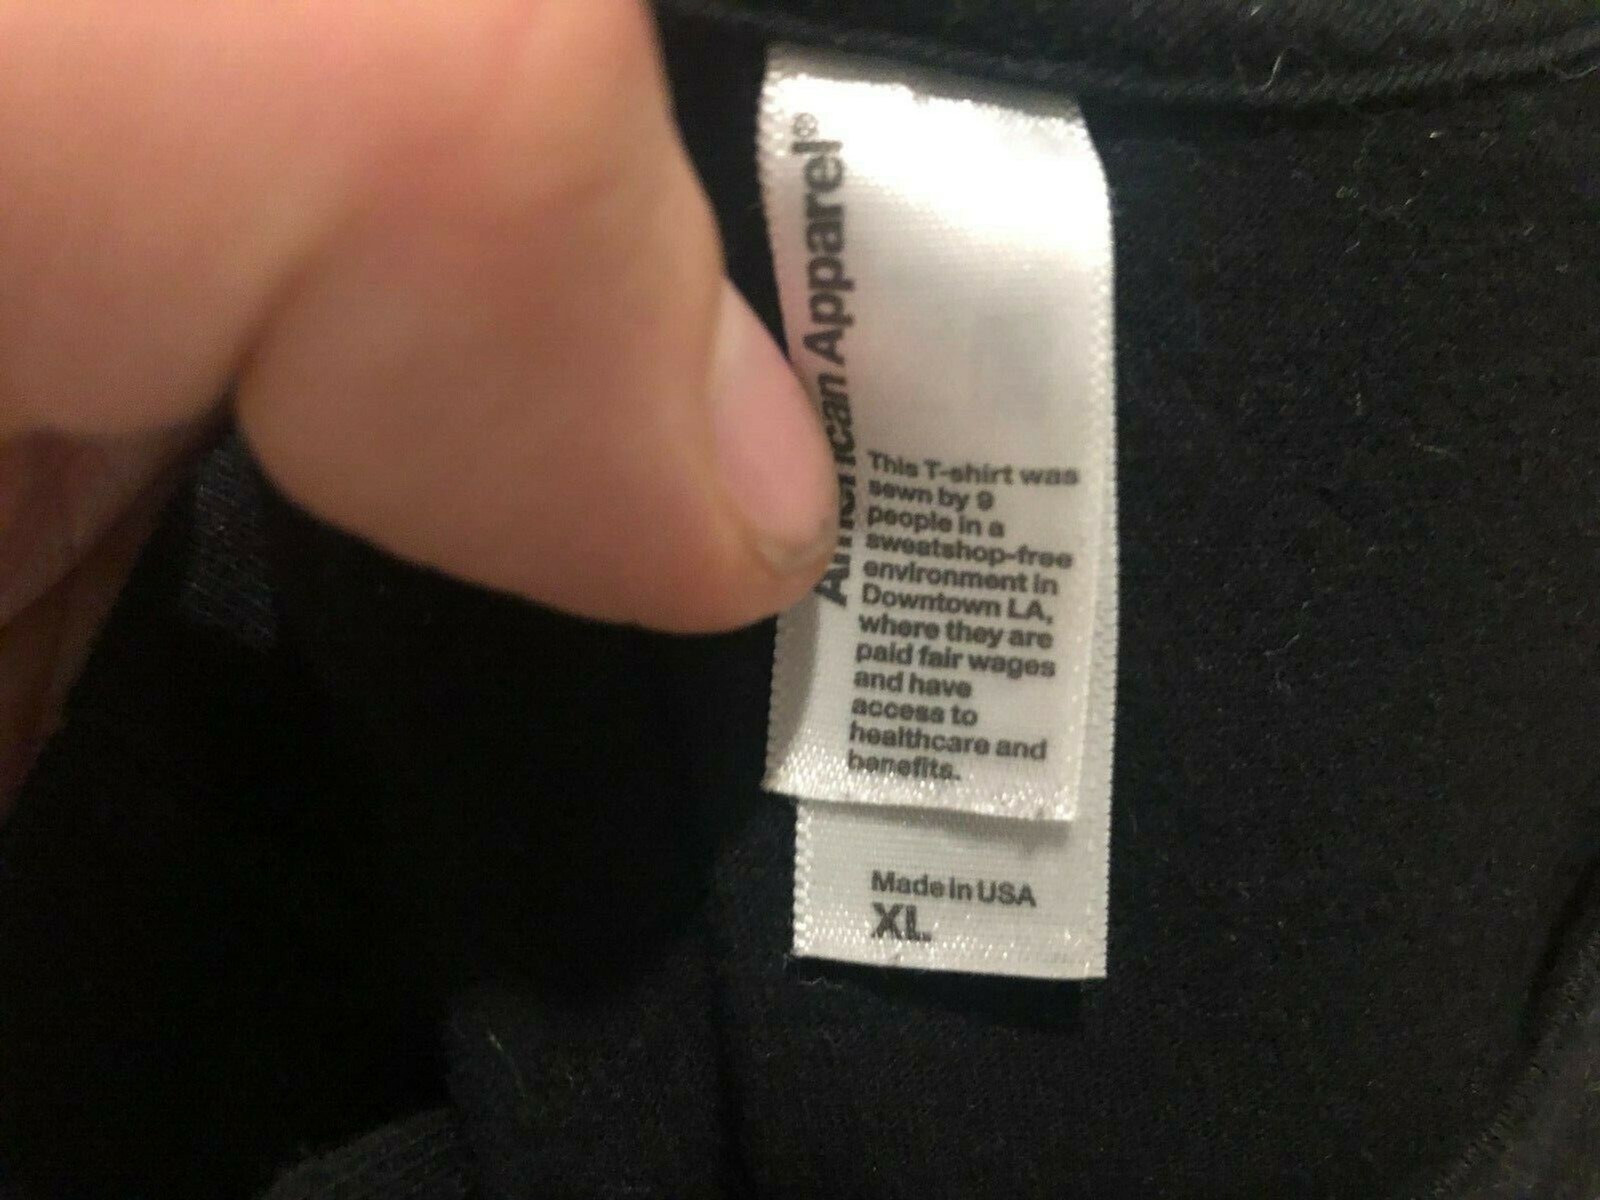 American Apparel®
This T-shirt was
sewn by 9
people in a
sweatshop-free
environment in
Downtown LA,
where they are
paid fair wages
and have
access to
healthcare and
benefits.
Made in USA
XL